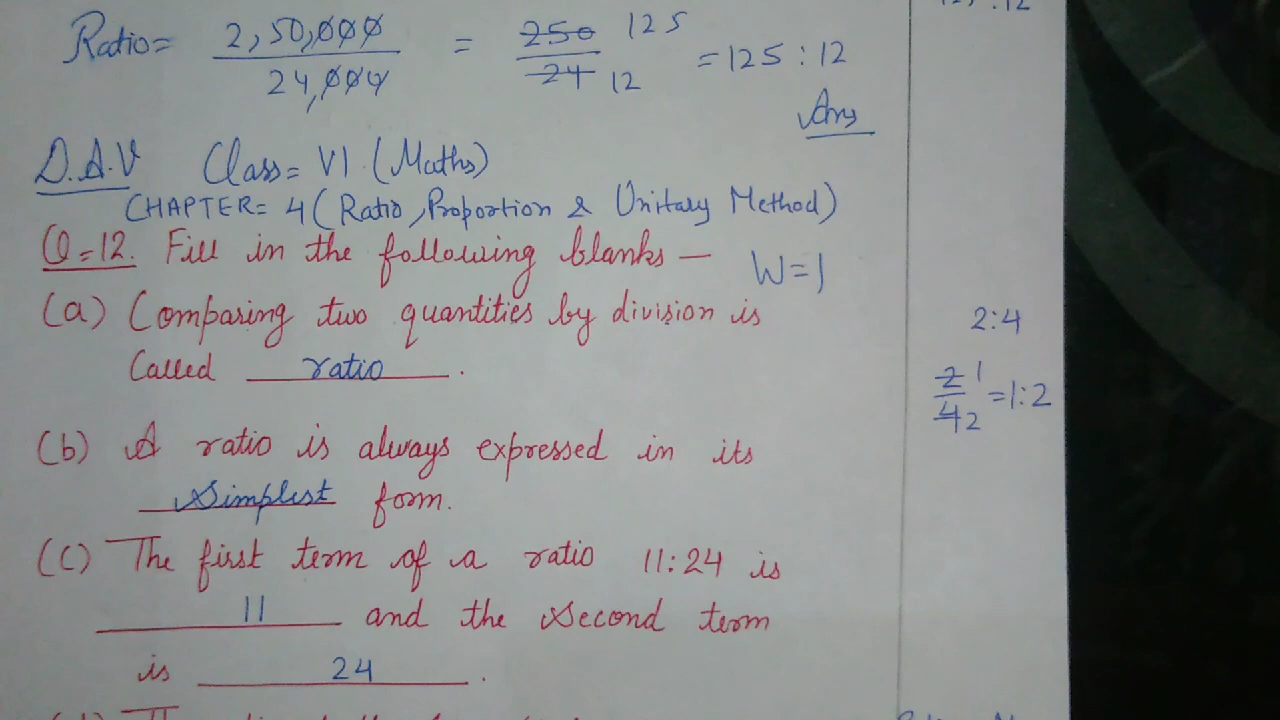 Ratio= 2,50,000 / 24,000 = 250 / 24 125 / 12 = 125 : 12
Ans
D.A.V Class= VI (Maths)
CHAPTER= 4 (Ratio, Proportion & Unitary Method)
Q=12. Fill in the following blanks — W=1
(a) Comparing two quantities by division is
Called ratio.
2:4
2/4 1/2 =1:2
(b) A ratio is always expressed in its
Simplest form.
(C) The first term of a ratio 11:24 is
11 and the second term
is 24.